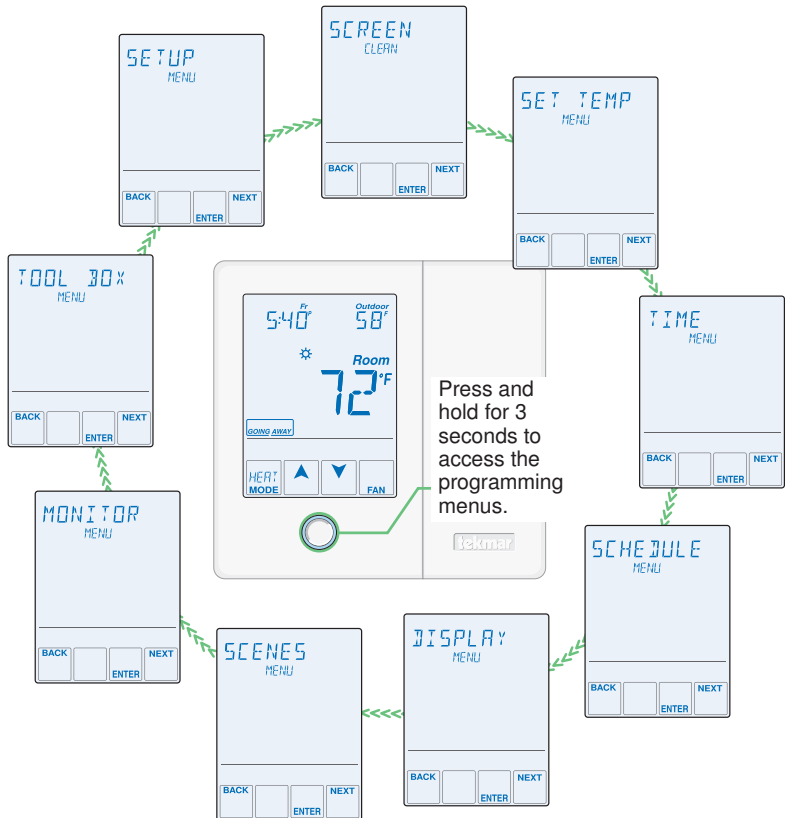 SCREEN
CLEAN
BACK
ENTER
NEXT
SET TEMP
MENU
BACK
ENTER
NEXT
TIME
MENU
BACK
ENTER
NEXT
SCHEDULE
MENU
BACK
ENTER
NEXT
DISPLAY
MENU
BACK
ENTER
NEXT
SCENES
MENU
BACK
ENTER
NEXT
MONITOR
MENU
BACK
ENTER
NEXT
TOOL BOX
MENU
BACK
ENTER
NEXT
SETUP
MENU
BACK
ENTER
NEXT
Fr
5:40P
Outdoor
58°F
Room
72°F
GOING AWAY
HEAT
MODE
FAN
Press and
hold for 3
seconds to
access the
programming
menus.
tekmar